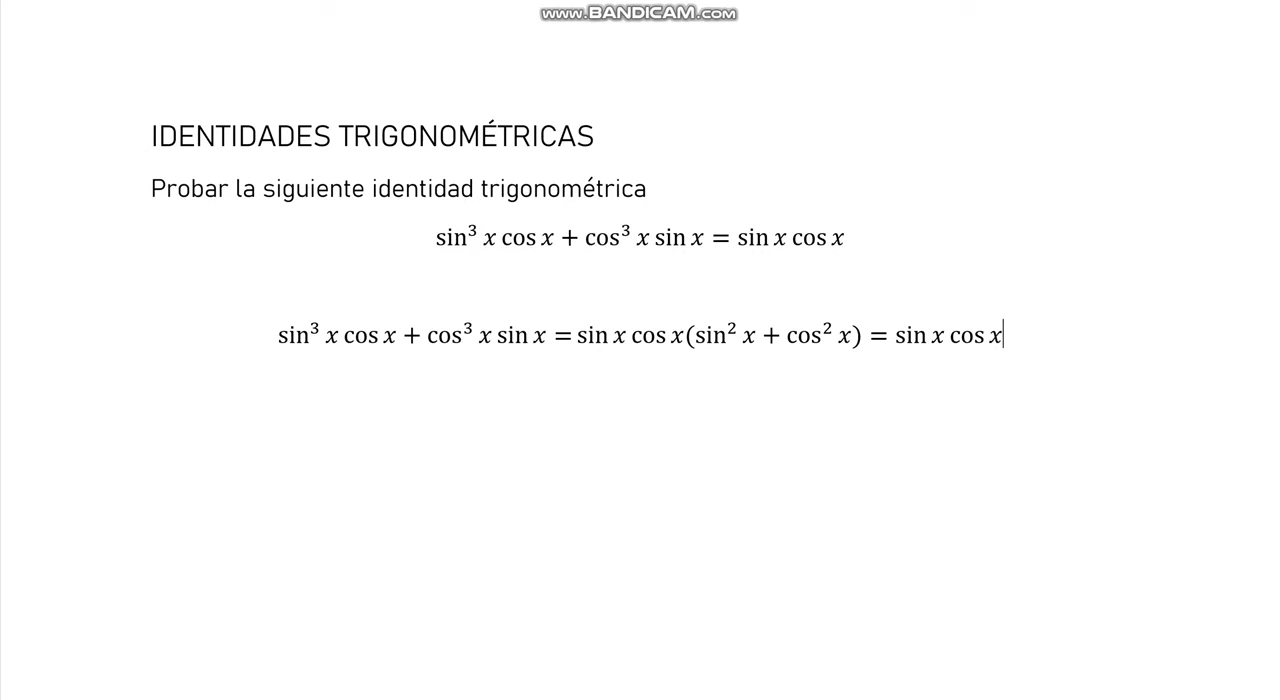 www.BANDICAM.com
IDENTIDADES TRIGONOMÉTRICAS
Probar la siguiente identidad trigonométrica
sin³ x cos x + cos³ x sin x = sin x cos x
sin³ x cos x + cos³ x sin x = sin x cos x(sin² x + cos² x) = sin x cos x